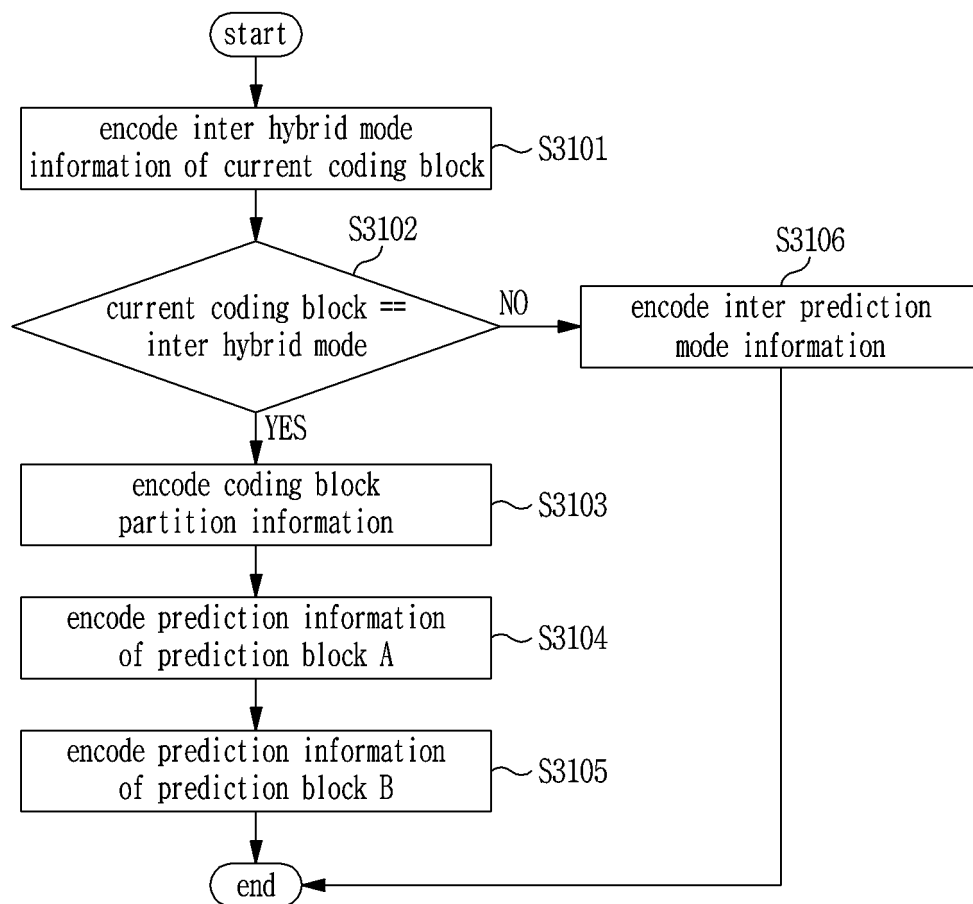 start
encode inter hybrid mode
information of current coding block
S3101
S3102
current coding block ==
inter hybrid mode
NO
S3106
encode inter prediction
mode information
YES
encode coding block
partition information
S3103
encode prediction information
of prediction block A
S3104
encode prediction information
of prediction block B
S3105
end